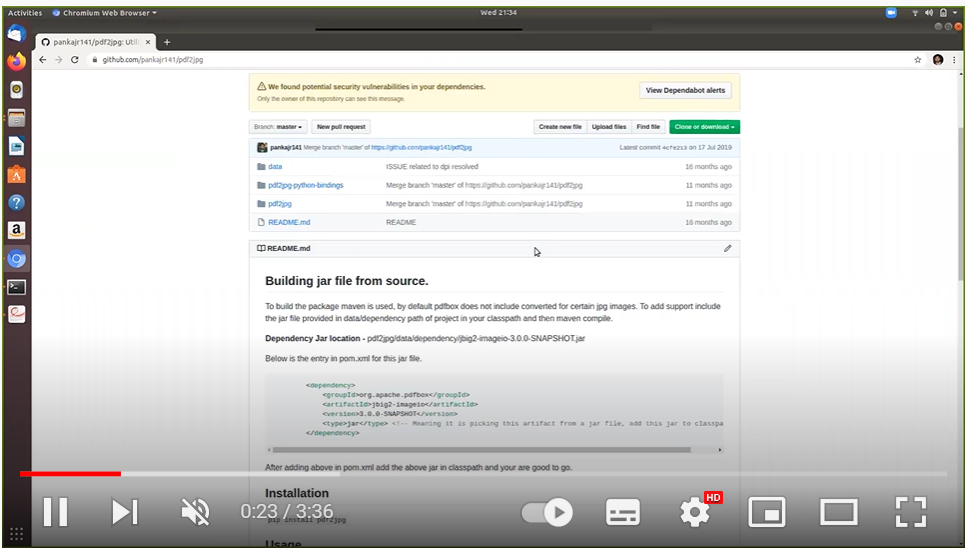 Activities
Chromium Web Browser
Wed 21:34
pankajr141/pdf2jpg: Util
github.com/pankajr141/pdf2jpg
We found potential security vulnerabilities in your dependencies.
Only the owner of this repository can see this message.
View Dependabot alerts
Branch: master
New pull request
Create new file
Upload files
Find file
Clone or download
pankajr141 Merge branch 'master' of https://github.com/pankajr141/pdf2jpg
Latest commit 4cfe213 on 17 Jul 2019
data
ISSUE related to dpi resolved
16 months ago
pdf2jpg-python-bindings
Merge branch 'master' of https://github.com/pankajr141/pdf2jpg
11 months ago
pdf2jpg
Merge branch 'master' of https://github.com/pankajr141/pdf2jpg
11 months ago
README.md
README
16 months ago
README.md
Building jar file from source.
To build the package maven is used, by default pdfbox does not include converted for certain jpg images. To add support include
the jar file provided in data/dependency path of project in your classpath and then maven compile.
Dependency Jar location - pdf2jpg/data/dependency/jbig2-imageio-3.0.0-SNAPSHOT.jar
Below is the entry in pom.xml for this jar file.
<dependency>
<groupId>org.apache.pdfbox</groupId>
<artifactId>jbig2-imageio</artifactId>
<version>3.0.0-SNAPSHOT</version>
<type>jar</type> <!-- Meaning it is picking this artifact from a jar file, add this jar to classpa
</dependency>
After adding above in pom.xml add the above jar in classpath and your are good to go.
Installation
pip install pdf2jpg
Usage
0:23 / 3:36
HD